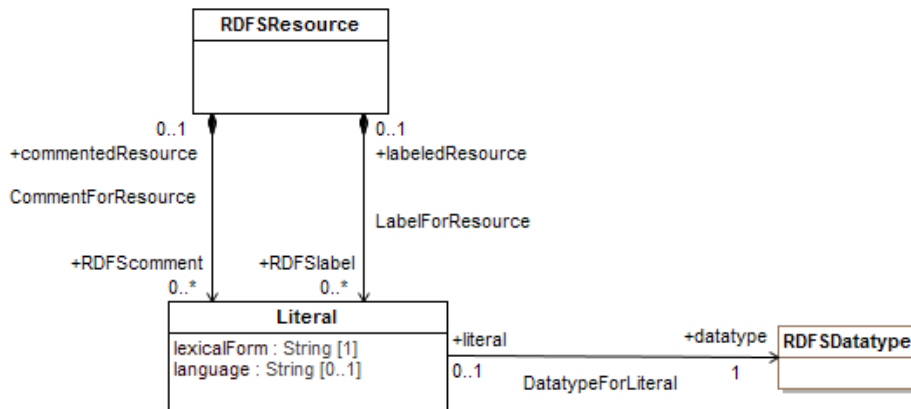 RDFSResource
0..1
+commentedResource
CommentForResource
+RDFScomment
0..*
0..1
+labeledResource
LabelForResource
+RDFSlabel
0..*
Literal
lexicalForm : String [1]
language : String [0..1]
+literal
0..1
DatatypeForLiteral
+datatype
1
RDFSDatatype